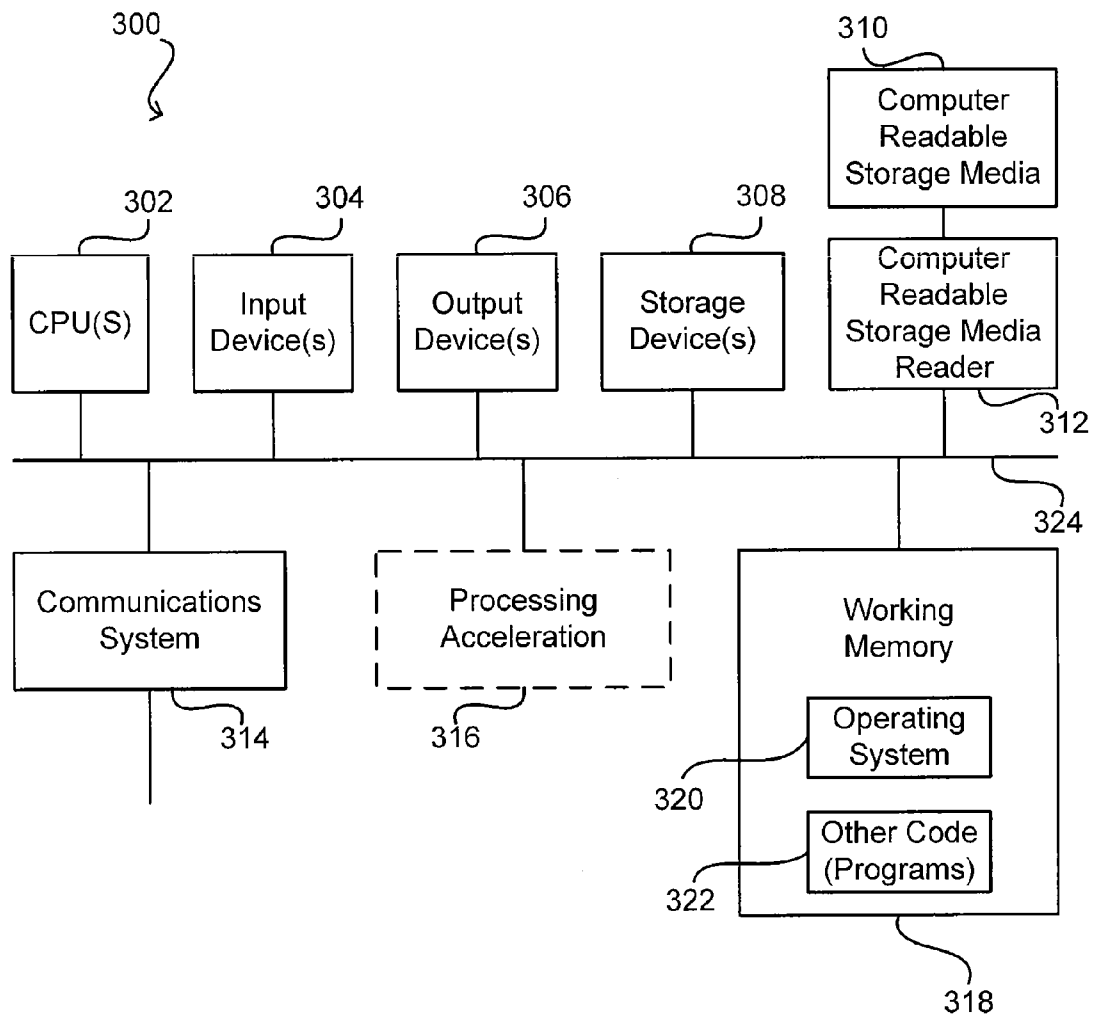 300
310
Computer
Readable
Storage Media
302
304
306
308
CPU(S)
Input
Device(s)
Output
Device(s)
Storage
Device(s)
Computer
Readable
Storage Media
Reader
312
324
Communications
System
314
Processing
Acceleration
316
Working
Memory
Operating
System
320
Other Code
(Programs)
322
318